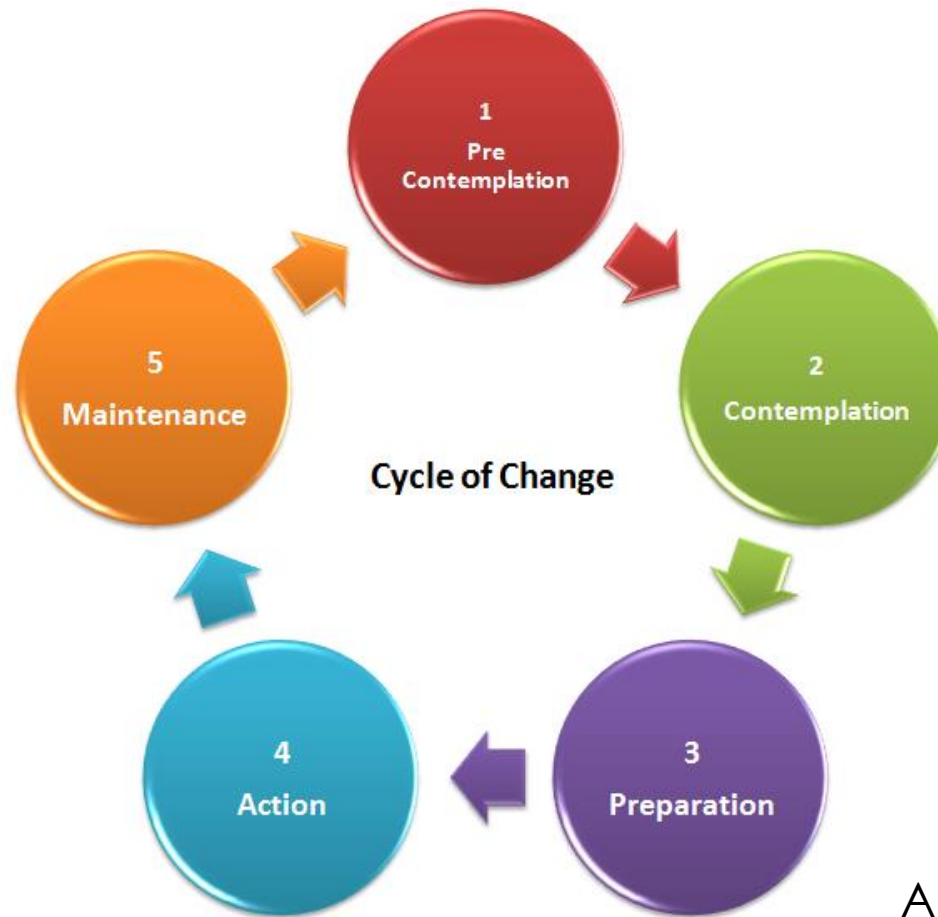 1
Pre
Contemplation
2
Contemplation
3
Preparation
4
Action
5
Maintenance
Cycle of Change
A